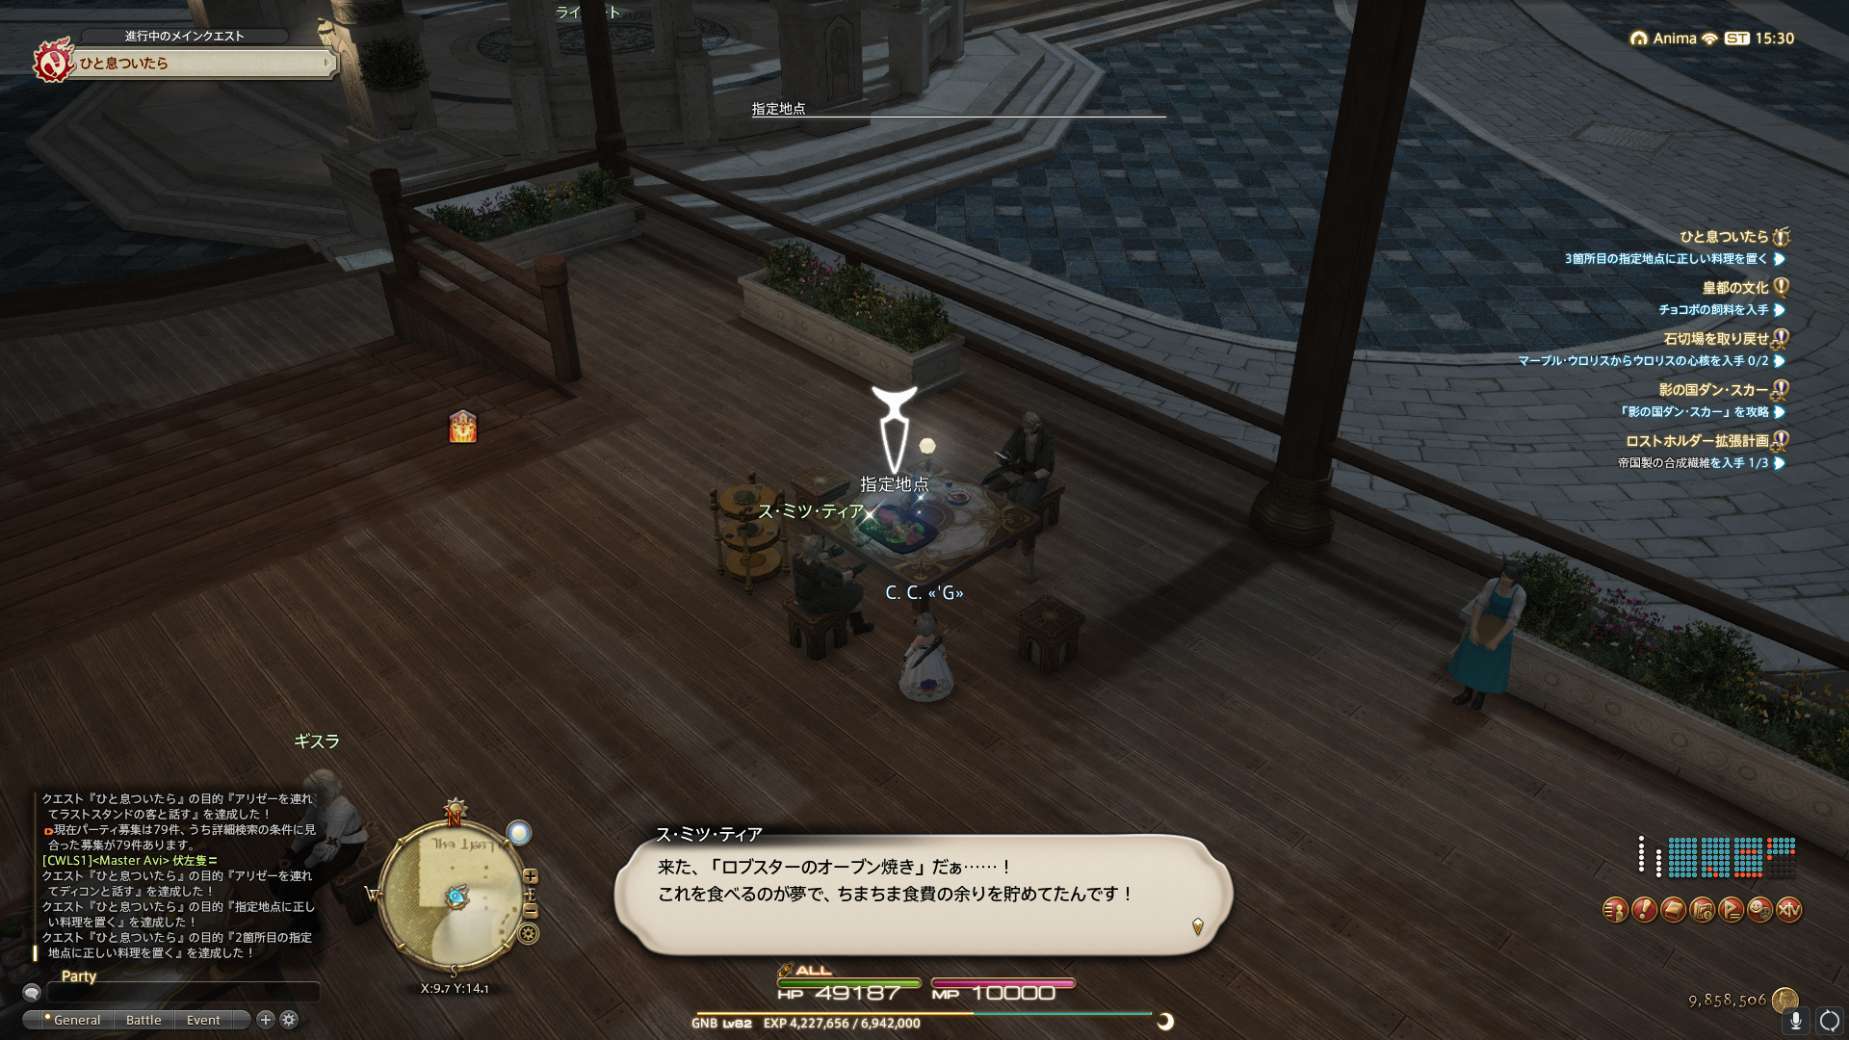 ライ
ト
進行中のメインクエスト
ひと息ついたら
Anima ST 15:30
指定地点
ひと息ついたら
3箇所目の指定地点に正しい料理を置く
皇都の文化
チョコボの飼料を入手
石切場を取り戻せ
マーブル・ウロリスからウロリスの心核を入手 0/2
影の国ダン・スカー
「影の国ダン・スカー」を攻略
ロストホルダー拡張計画
帝国製の合成繊維を入手 1/3
指定地点
ス・ミツ・ティア
C. C. «'G»
ギスラ
クエスト『ひと息ついたら』の目的『アリゼーを連れ
てラストスタンドの客と話す』を達成した！
現在パーティ募集は79件、うち詳細検索の条件に見
合った募集が79件あります。
[CWLS1]<Master Avi> 伏左隻=
クエスト『ひと息ついたら』の目的『アリゼーを連れ
てディコンと話す』を達成した！
クエスト『ひと息ついたら』の目的『指定地点に正し
い料理を置く』を達成した！
クエスト『ひと息ついたら』の目的『2箇所目の指定
地点に正しい料理を置く』を達成した！
Party
General Battle Event
N
W
E
S
X:9.7 Y:14.1
ス・ミツ・ティア
来た、「ロブスターのオーブン焼き」だぁ……！
これを食べるのが夢で、ちまちま食費の余りを貯めてたんです！
ALL
HP 49187 MP 10000
GNB Lv82 EXP 4,227,656 / 6,942,000
XIV
9,858,506